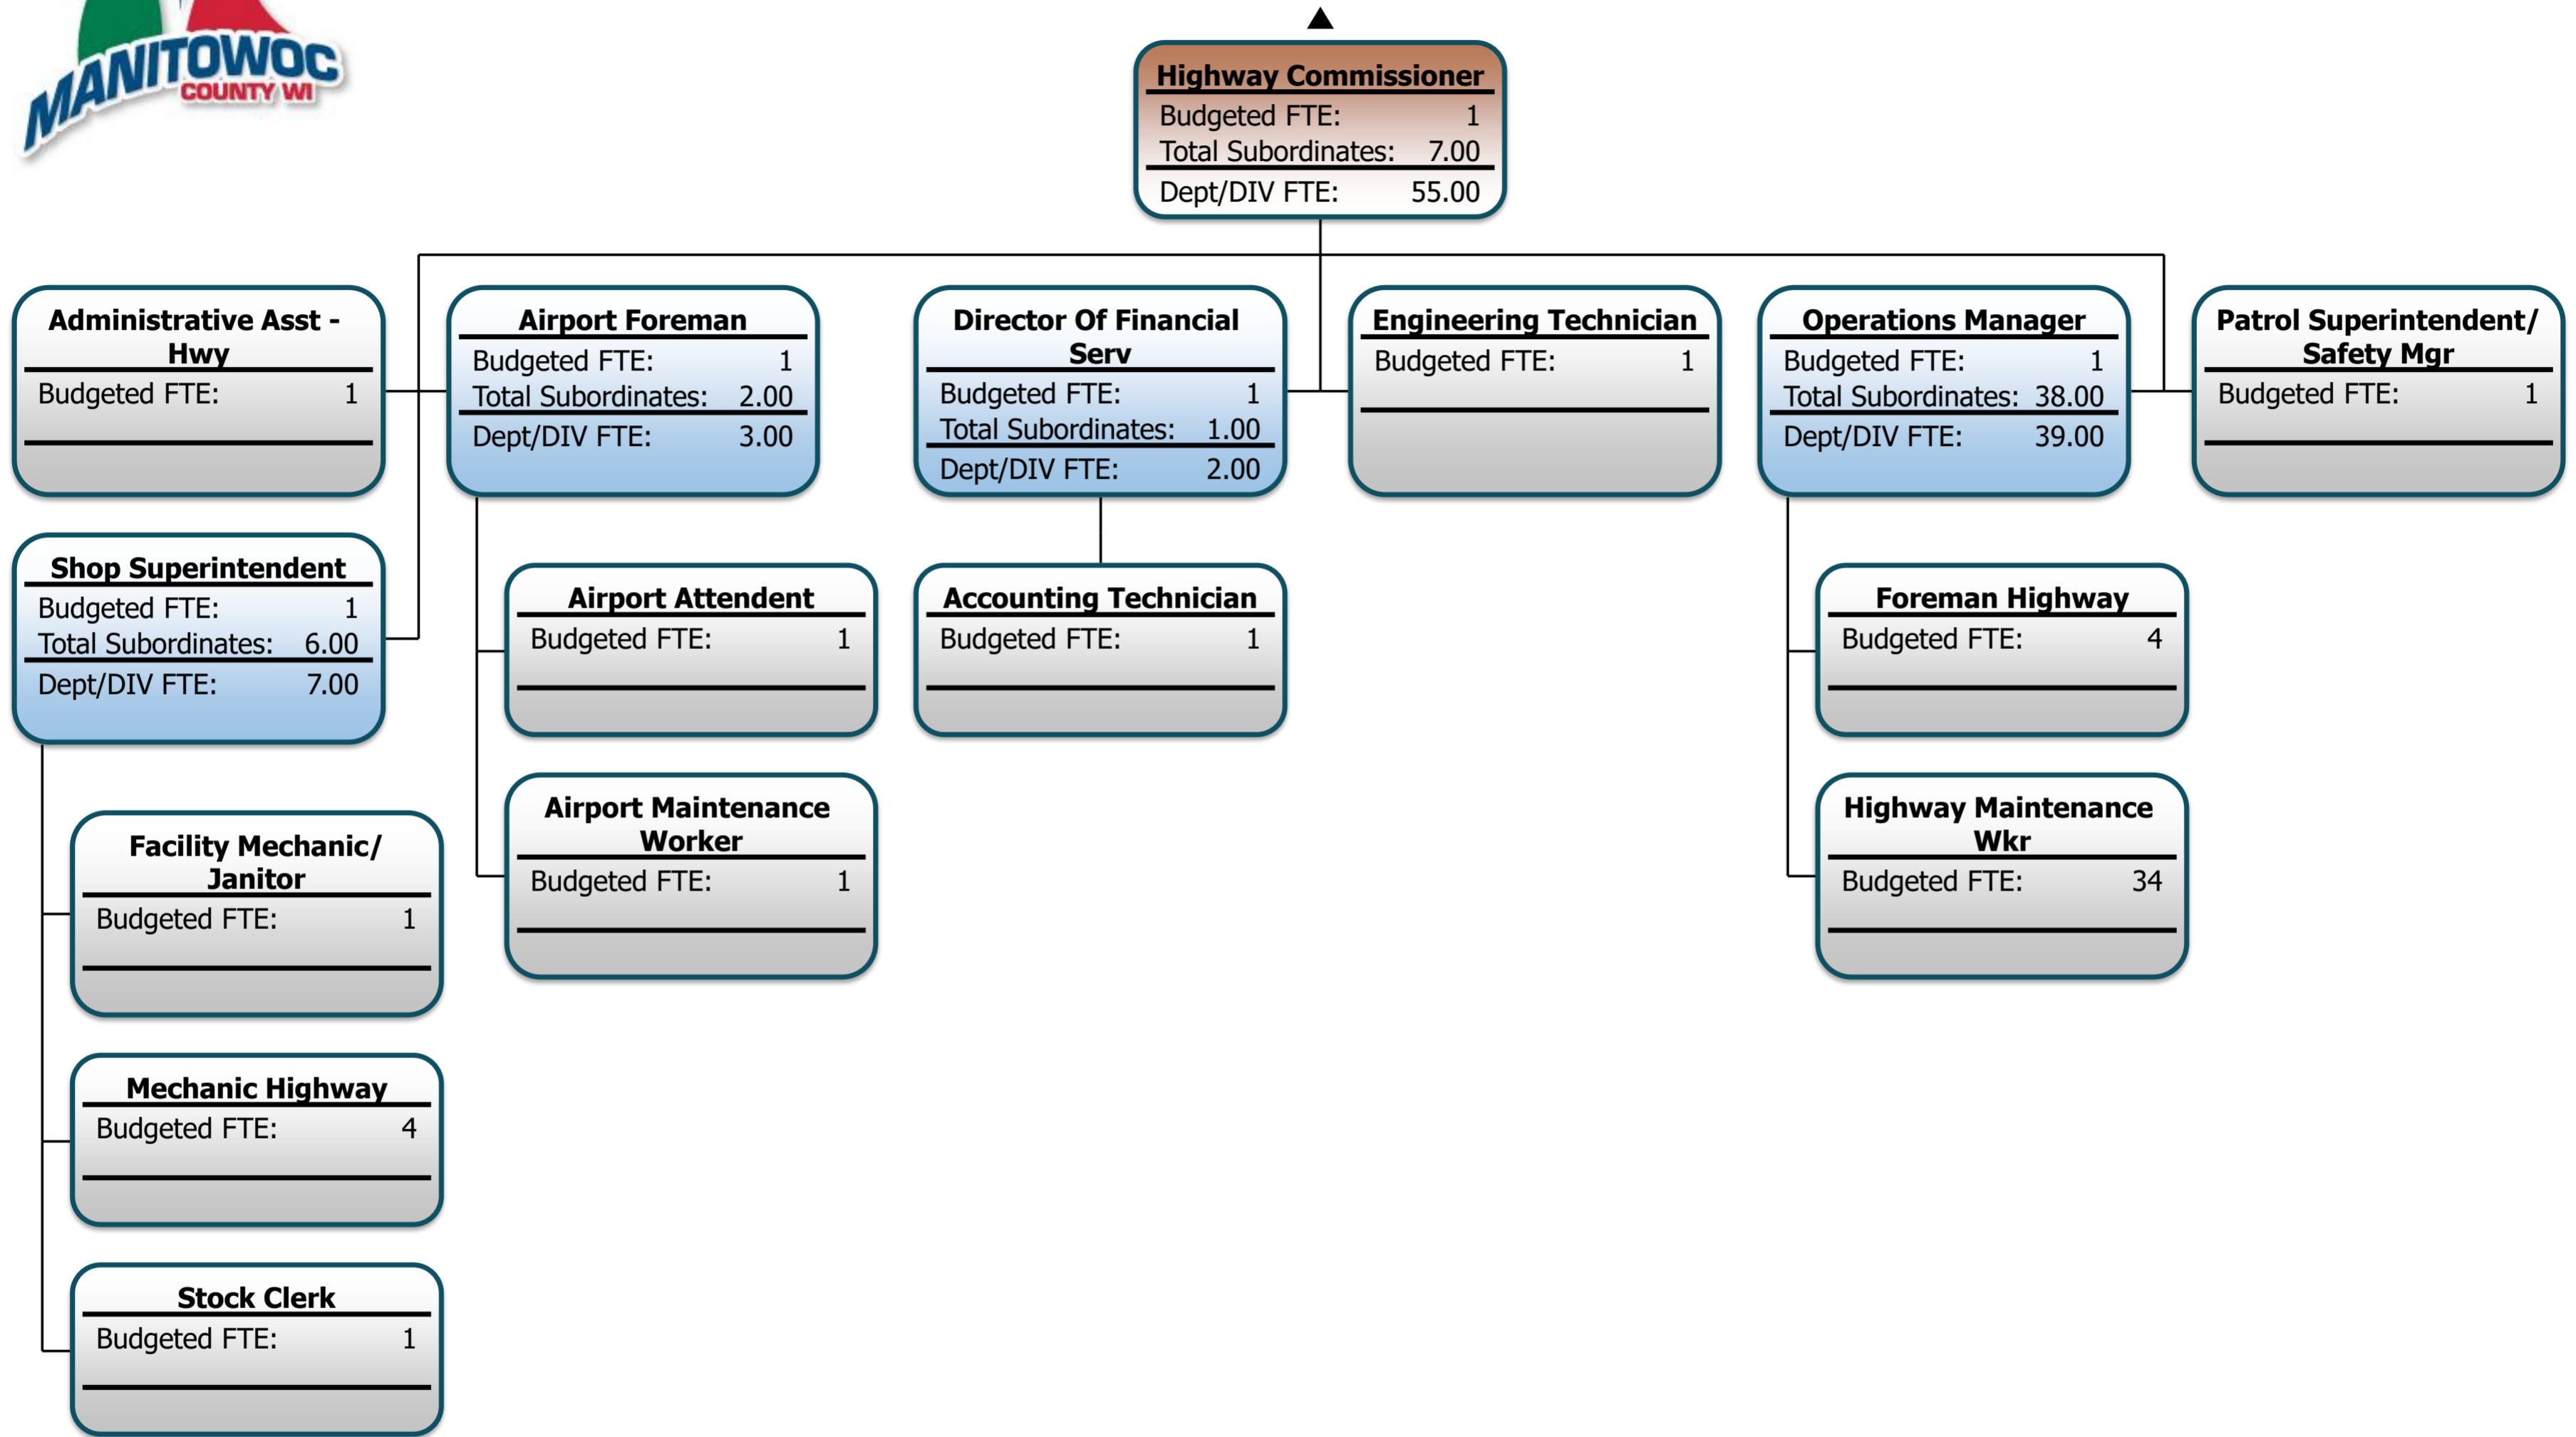 MANITOWOC
COUNTY WI
Highway Commissioner
Budgeted FTE: 1
Total Subordinates: 7.00
Dept/DIV FTE: 55.00
Administrative Asst -
Hwy
Budgeted FTE: 1
Airport Foreman
Budgeted FTE: 1
Total Subordinates: 2.00
Dept/DIV FTE: 3.00
Director Of Financial
Serv
Budgeted FTE: 1
Total Subordinates: 1.00
Dept/DIV FTE: 2.00
Engineering Technician
Budgeted FTE: 1
Operations Manager
Budgeted FTE: 1
Total Subordinates: 38.00
Dept/DIV FTE: 39.00
Patrol Superintendent/
Safety Mgr
Budgeted FTE: 1
Shop Superintendent
Budgeted FTE: 1
Total Subordinates: 6.00
Dept/DIV FTE: 7.00
Airport Attendent
Budgeted FTE: 1
Accounting Technician
Budgeted FTE: 1
Foreman Highway
Budgeted FTE: 4
Airport Maintenance
Worker
Budgeted FTE: 1
Highway Maintenance
Wkr
Budgeted FTE: 34
Facility Mechanic/
Janitor
Budgeted FTE: 1
Mechanic Highway
Budgeted FTE: 4
Stock Clerk
Budgeted FTE: 1